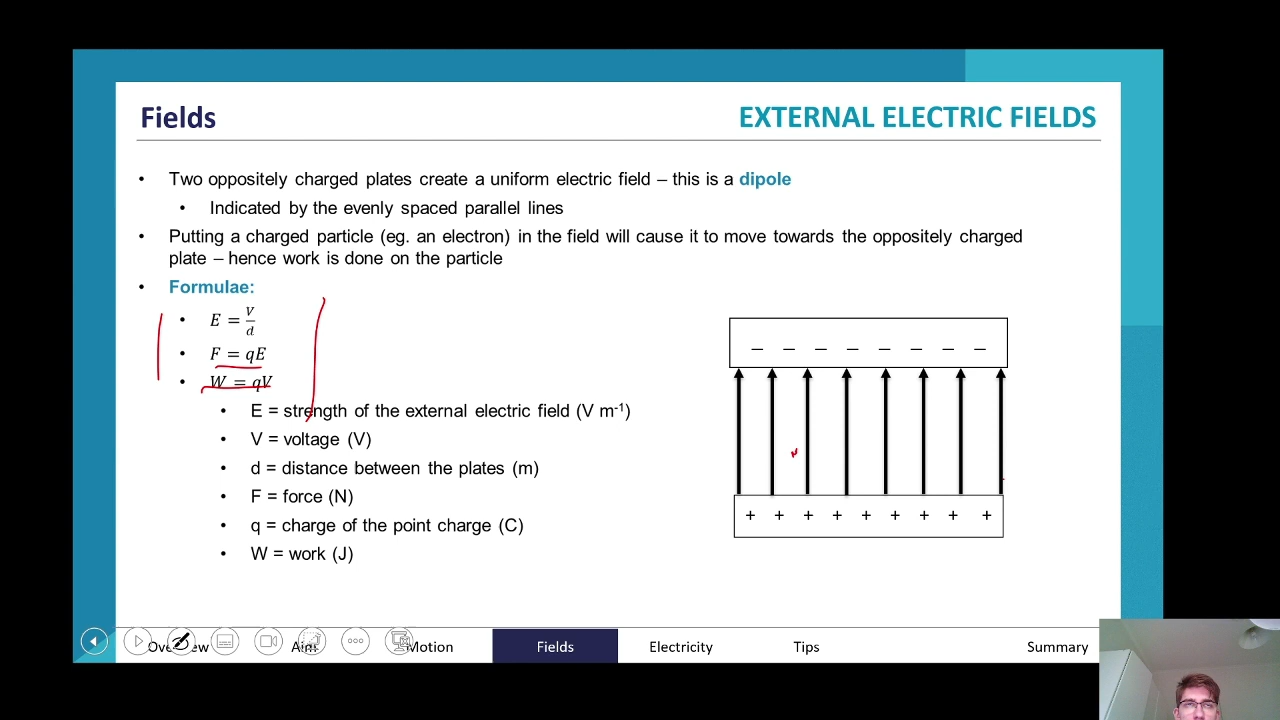 Fields
EXTERNAL ELECTRIC FIELDS
• Two oppositely charged plates create a uniform electric field – this is a dipole
• Indicated by the evenly spaced parallel lines
• Putting a charged particle (eg. an electron) in the field will cause it to move towards the oppositely charged
plate – hence work is done on the particle
• Formulae:
• E = V/d
• F = qE
• W = qV
• E = strength of the external electric field (V m⁻¹)
• V = voltage (V)
• d = distance between the plates (m)
• F = force (N)
• q = charge of the point charge (C)
• W = work (J)
– – – – – – – –
+ + + + + + + + +
Motion Fields Electricity Tips Summary